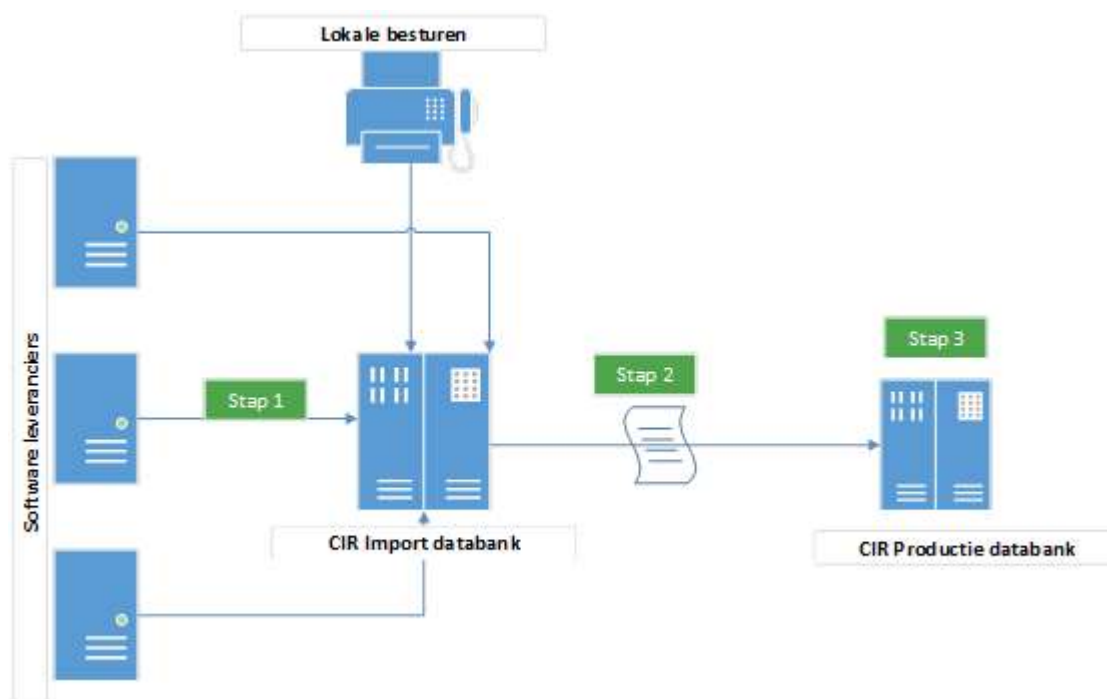 Lokale besturen
Software leveranciers
Stap 1
Stap 2
Stap 3
CIR Import databank
CIR Productie databank